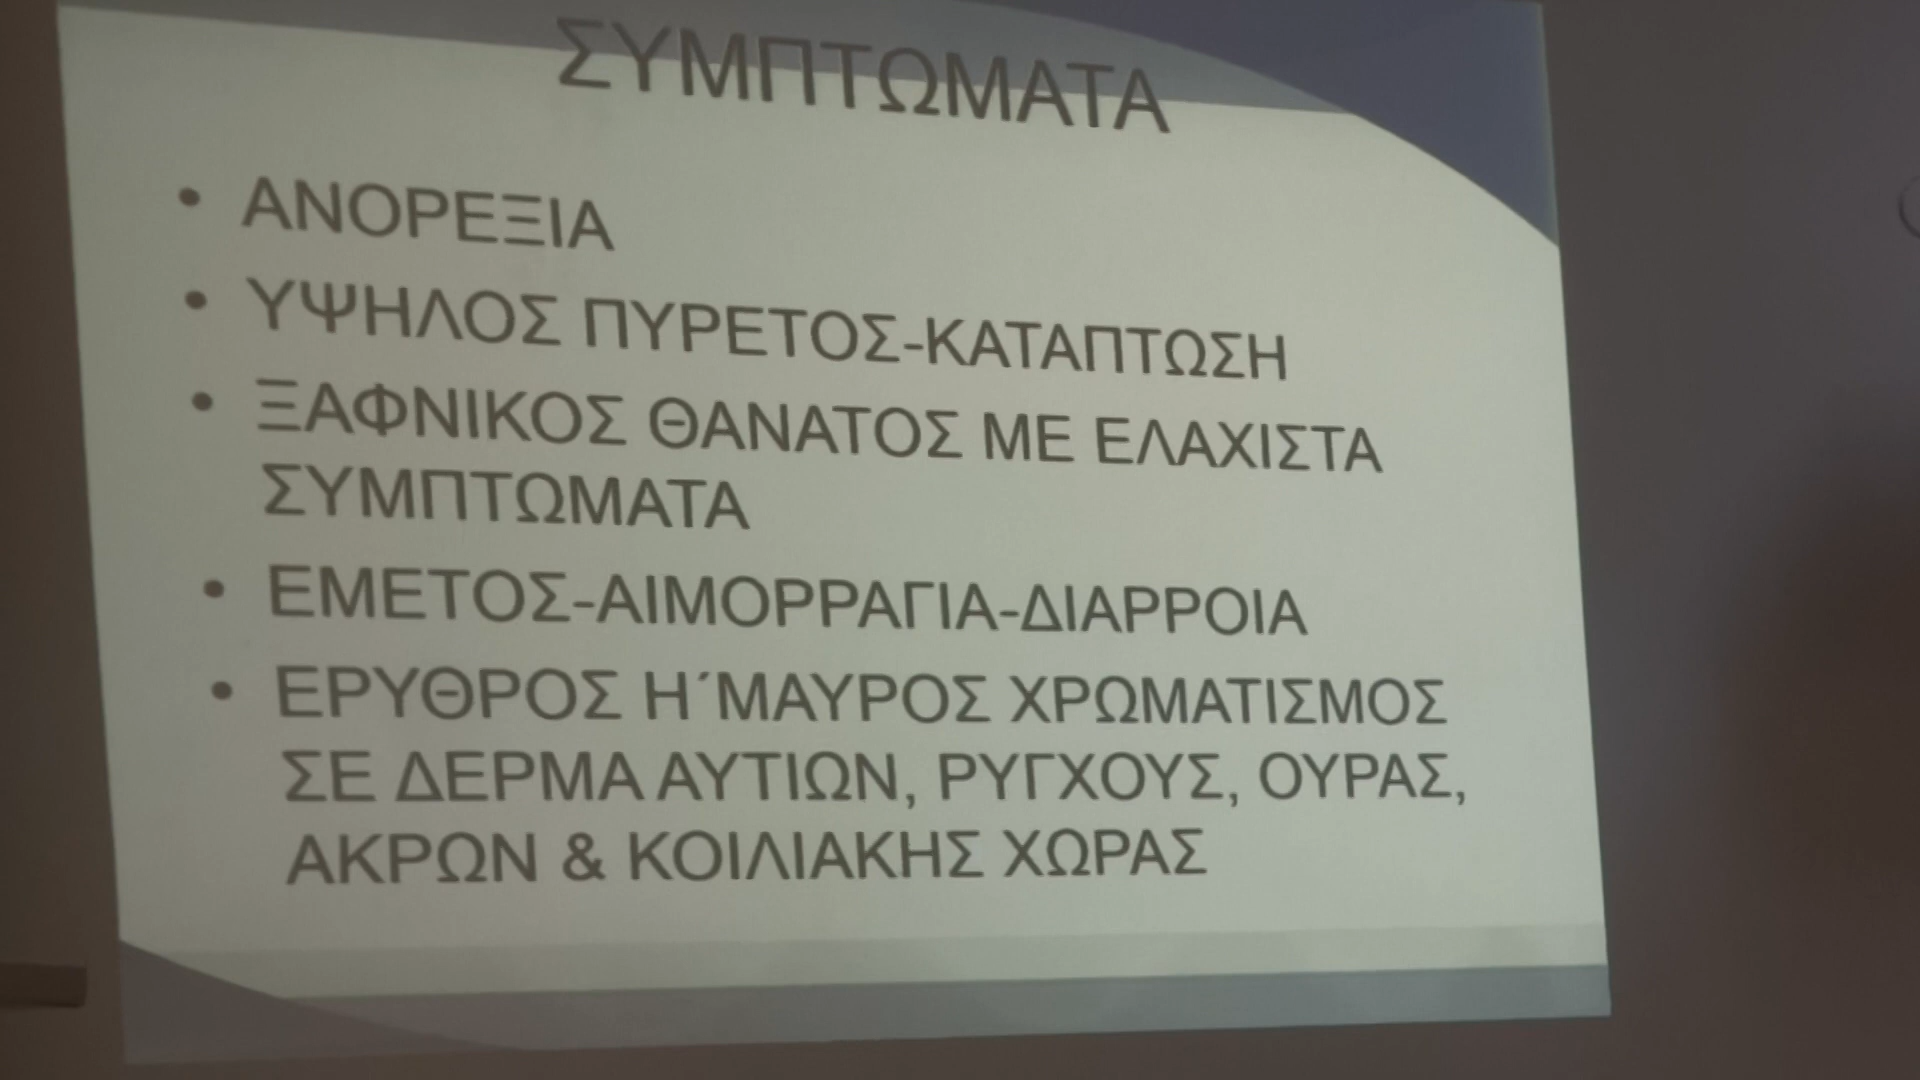 ΣΥΜΠΤΩΜΑΤΑ
• ΑΝΟΡΕΞΙΑ
• ΥΨΗΛΟΣ ΠΥΡΕΤΟΣ-ΚΑΤΑΠΤΩΣΗ
• ΞΑΦΝΙΚΟΣ ΘΑΝΑΤΟΣ ΜΕ ΕΛΑΧΙΣΤΑ
ΣΥΜΠΤΩΜΑΤΑ
• ΕΜΕΤΟΣ-ΑΙΜΟΡΡΑΓΙΑ-ΔΙΑΡΡΟΙΑ
• ΕΡΥΘΡΟΣ Η΄ΜΑΥΡΟΣ ΧΡΩΜΑΤΙΣΜΟΣ
ΣΕ ΔΕΡΜΑ ΑΥΤΙΩΝ, ΡΥΓΧΟΥΣ, ΟΥΡΑΣ,
ΑΚΡΩΝ & ΚΟΙΛΙΑΚΗΣ ΧΩΡΑΣ